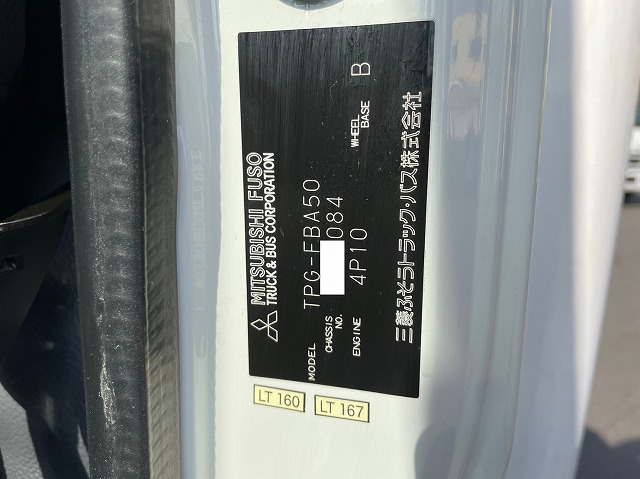 MITSUBISHI FUSO
TRUCK & BUS CORPORATION
MODEL TPG-FBA50
CHASSIS NO. 084
ENGINE 4P10 WHEEL BASE B
三菱ふそうトラック・バス株式会社
LT 160
LT 167